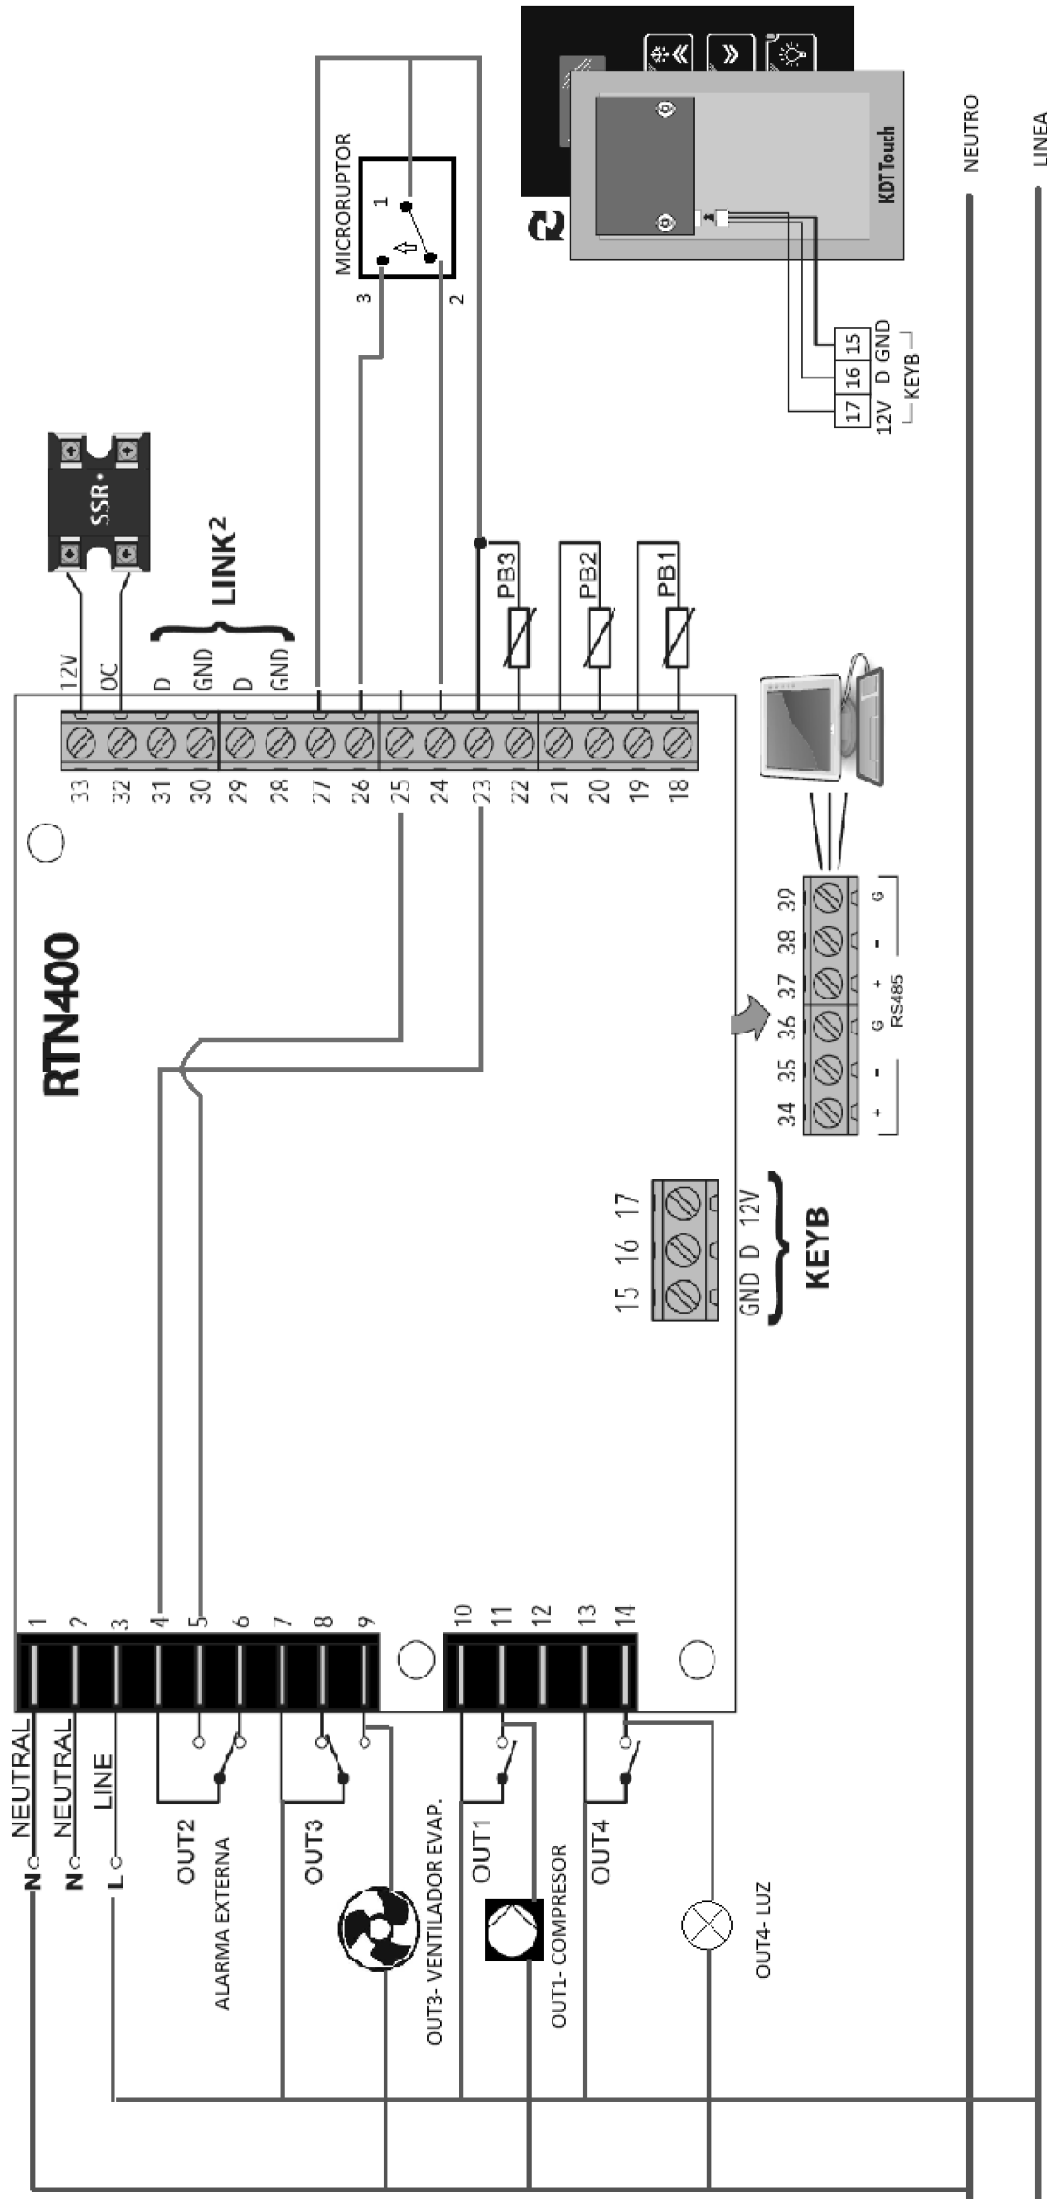 RTN400
NEUTRAL
NEUTRAL
LINE
N
N
L
1
2
3
4
5
6
7
8
9
10
11
12
13
14
OUT2
ALARMA EXTERNA
OUT3
OUT3- VENTILADOR EVAP.
OUT1
OUT1- COMPRESOR
OUT4
OUT4- LUZ
15 16 17
GND D 12V
KEYB
34 35 36 37 38 39
+ - G + - G
RS485
33
32
31
30
29
28
27
26
25
24
23
22
21
20
19
18
12V
OC
D
GND
D
GND
LINK²
SSR
PB3
PB2
PB1
MICRORUPTOR
1
2
3
17 16 15
12V D GND
KEYB
KDT Touch
NEUTRO
LINEA